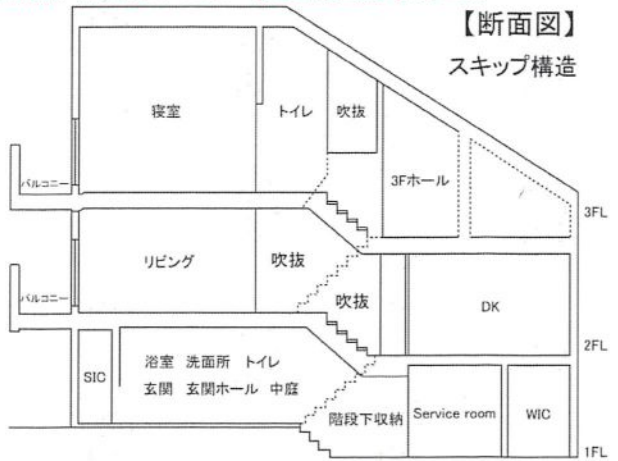 【断面図】
スキップ構造
寝室
トイレ
吹抜
バルコニー
3Fホール
3FL
リビング
吹抜
吹抜
バルコニー
DK
2FL
SIC
浴室 洗面所 トイレ
玄関 玄関ホール 中庭
階段下収納
Service room
WIC
1FL